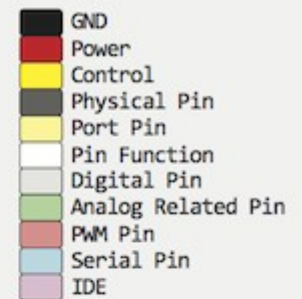 GND
Power
Control
Physical Pin
Port Pin
Pin Function
Digital Pin
Analog Related Pin
PWM Pin
Serial Pin
IDE